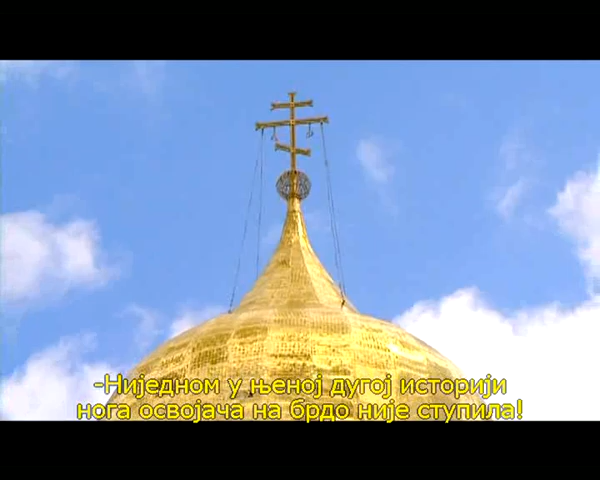 -Ниједном у њеној дугој историји
нога освојача на брдо није ступила!